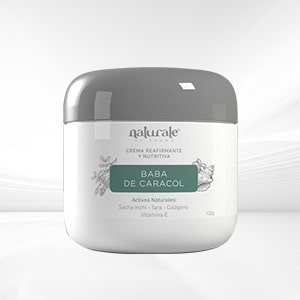 naturale
CREMA REAFIRMANTE
Y NUTRITIVA
BABA
DE CARACOL
Activos Naturales:
Sacha Inchi - Tara - Colágeno
Vitamina E